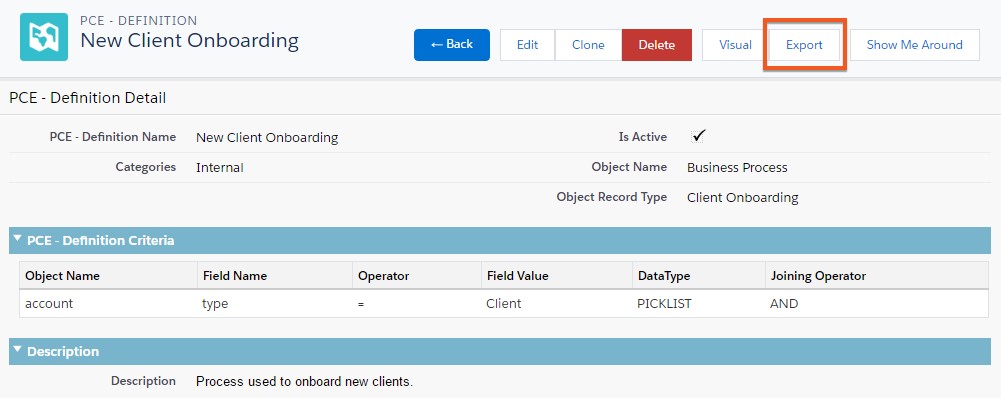 PCE - DEFINITION
New Client Onboarding
← Back Edit Clone Delete Visual Export Show Me Around
PCE - Definition Detail
PCE - Definition Name New Client Onboarding Is Active ✓
Categories Internal Object Name Business Process
Object Record Type Client Onboarding
PCE - Definition Criteria
Object Name Field Name Operator Field Value DataType Joining Operator
account type = Client PICKLIST AND
Description
Description Process used to onboard new clients.